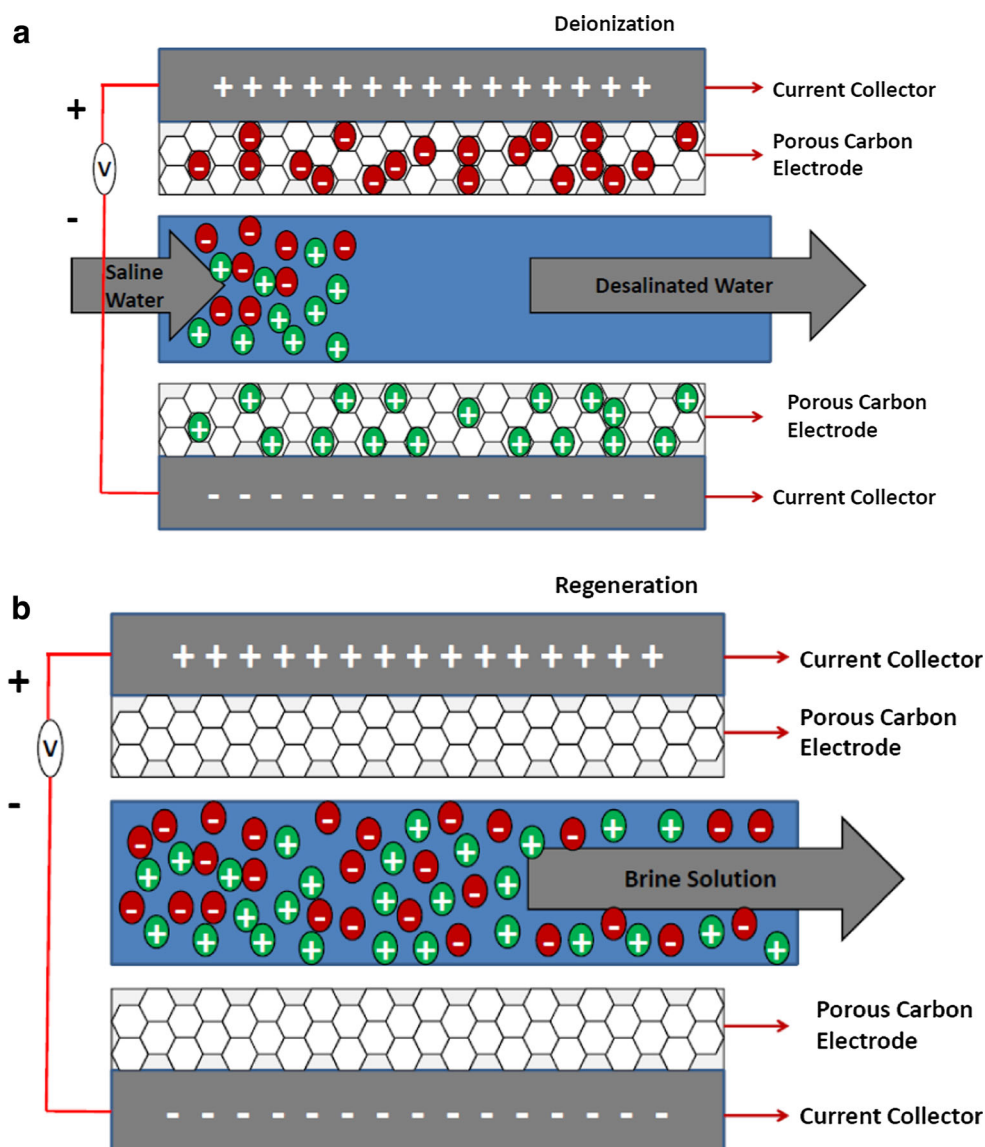 a
Deionization
+ + + + + + + + + + + + + + +
Current Collector
+
Porous Carbon
Electrode
V
-
Saline
Water
Desalinated Water
Porous Carbon
Electrode
- - - - - - - - - - - - - - -
Current Collector
b
Regeneration
+ + + + + + + + + + + + + + +
Current Collector
+
Porous Carbon
Electrode
V
-
Brine Solution
Porous Carbon
Electrode
- - - - - - - - - - - - - - -
Current Collector